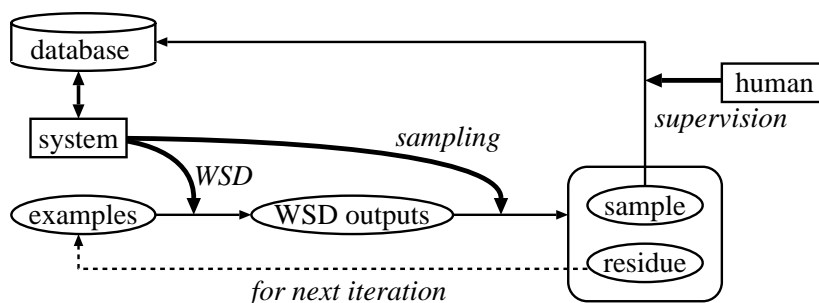 database
human
supervision
system
sampling
WSD
examples
WSD outputs
sample
residue
for next iteration